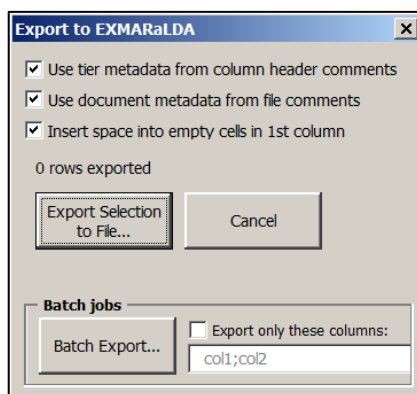 Export to EXMARaLDA
Use tier metadata from column header comments
Use document metadata from file comments
Insert space into empty cells in 1st column
0 rows exported
Export Selection
to File...
Cancel
Batch jobs
Batch Export...
Export only these columns:
col1;col2